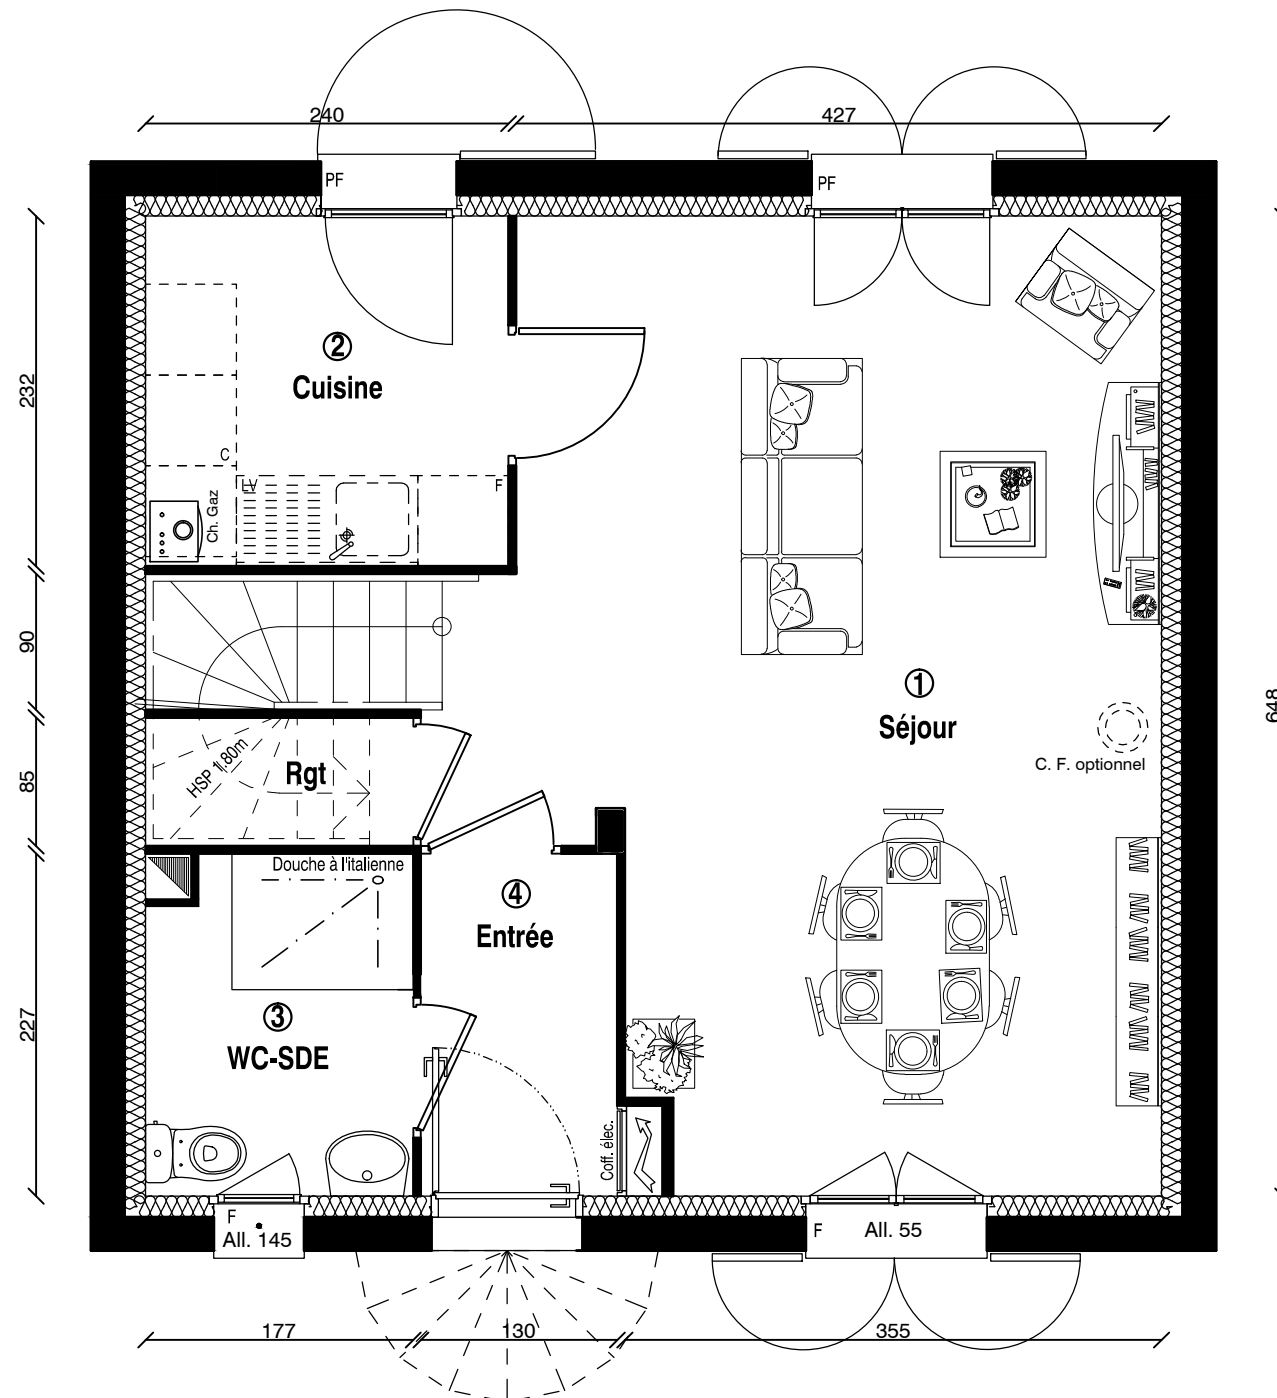 240
427
PF
PF
②
Cuisine
232
C
LV
F
Ch. Gaz
90
①
Séjour
648
85
HSP 1.80m
Rgt
C. F. optionnel
Douche à l'italienne
④
Entrée
227
③
WC-SDE
Coff. élec.
F
All. 145
F
All. 55
177
130
355